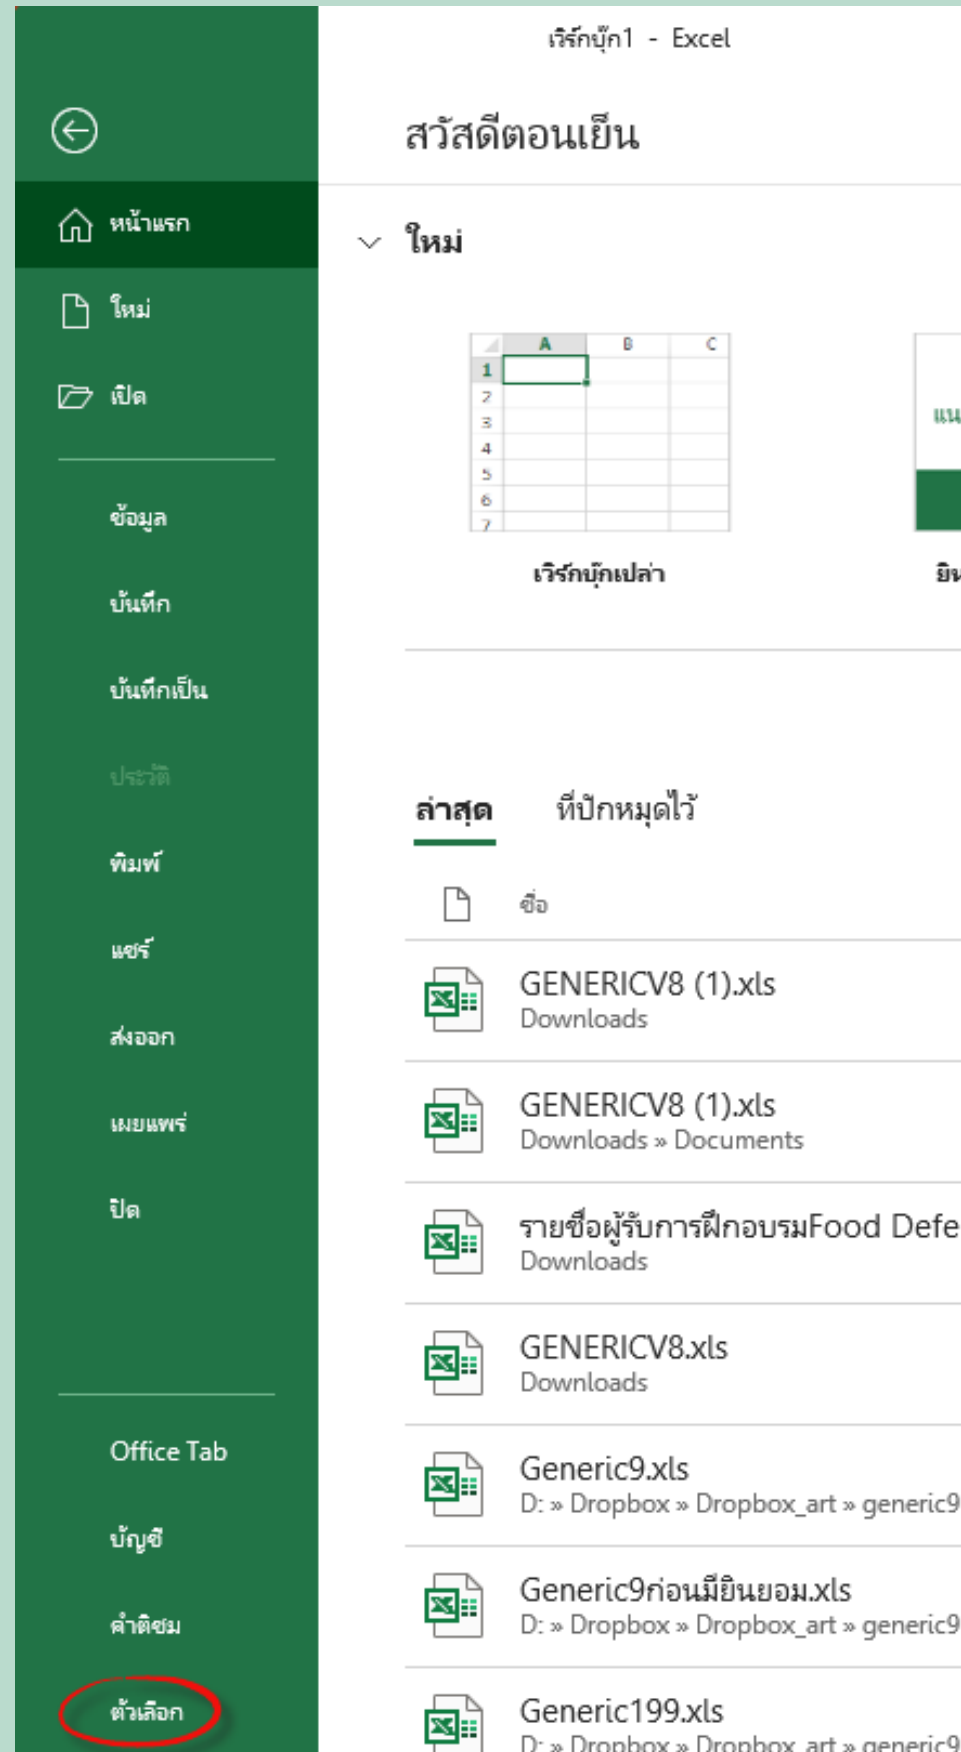 เวิร์กบุ๊ก1 - Excel
สวัสดีตอนเย็น
หน้าแรก
ใหม่
เปิด
ข้อมูล
บันทึก
บันทึกเป็น
ประวัติ
พิมพ์
แชร์
ส่งออก
เผยแพร่
ปิด
Office Tab
บัญชี
คำติชม
ตัวเลือก
ใหม่
A B C
1
2
3
4
5
6
7
เวิร์กบุ๊กเปล่า
ล่าสุด ที่ปักหมุดไว้
ชื่อ
GENERICV8 (1).xls
Downloads
GENERICV8 (1).xls
Downloads » Documents
รายชื่อผู้รับการฝึกอบรมFood Defe
Downloads
GENERICV8.xls
Downloads
Generic9.xls
D: » Dropbox » Dropbox_art » generic9
Generic9ก่อนมียินยอม.xls
D: » Dropbox » Dropbox_art » generic9
Generic199.xls
D: » Dropbox » Dropbox_art » generic9